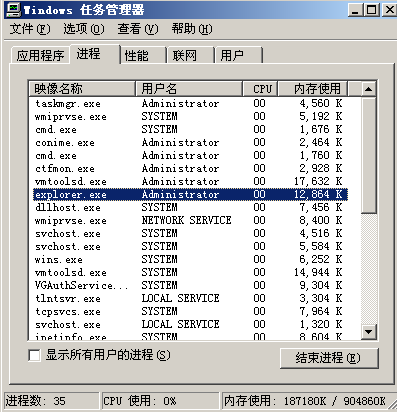 Windows 任务管理器
文件(F) 选项(O) 查看(V) 帮助(H)
应用程序 进程 性能 联网 用户
映像名称 用户名 CPU 内存使用
taskmgr.exe Administrator 00 4,560 K
wmiprvse.exe SYSTEM 00 5,192 K
cmd.exe SYSTEM 00 1,676 K
conime.exe Administrator 00 2,464 K
cmd.exe Administrator 00 1,760 K
ctfmon.exe Administrator 00 2,928 K
vmtoolsd.exe Administrator 00 17,632 K
explorer.exe Administrator 00 12,864 K
dllhost.exe SYSTEM 00 7,456 K
wmiprvse.exe NETWORK SERVICE 00 8,400 K
svchost.exe SYSTEM 00 4,516 K
svchost.exe SYSTEM 00 5,584 K
wins.exe SYSTEM 00 6,252 K
vmtoolsd.exe SYSTEM 00 14,944 K
VGAuthService... SYSTEM 00 9,304 K
tlntsvr.exe LOCAL SERVICE 00 3,304 K
tcpsvcs.exe SYSTEM 00 7,964 K
svchost.exe LOCAL SERVICE 00 1,320 K
inetinfo.exe SYSTEM 00 8,604 K
显示所有用户的进程(S) 结束进程(E)
进程数: 35 CPU 使用: 0% 内存使用: 187180K / 904860K